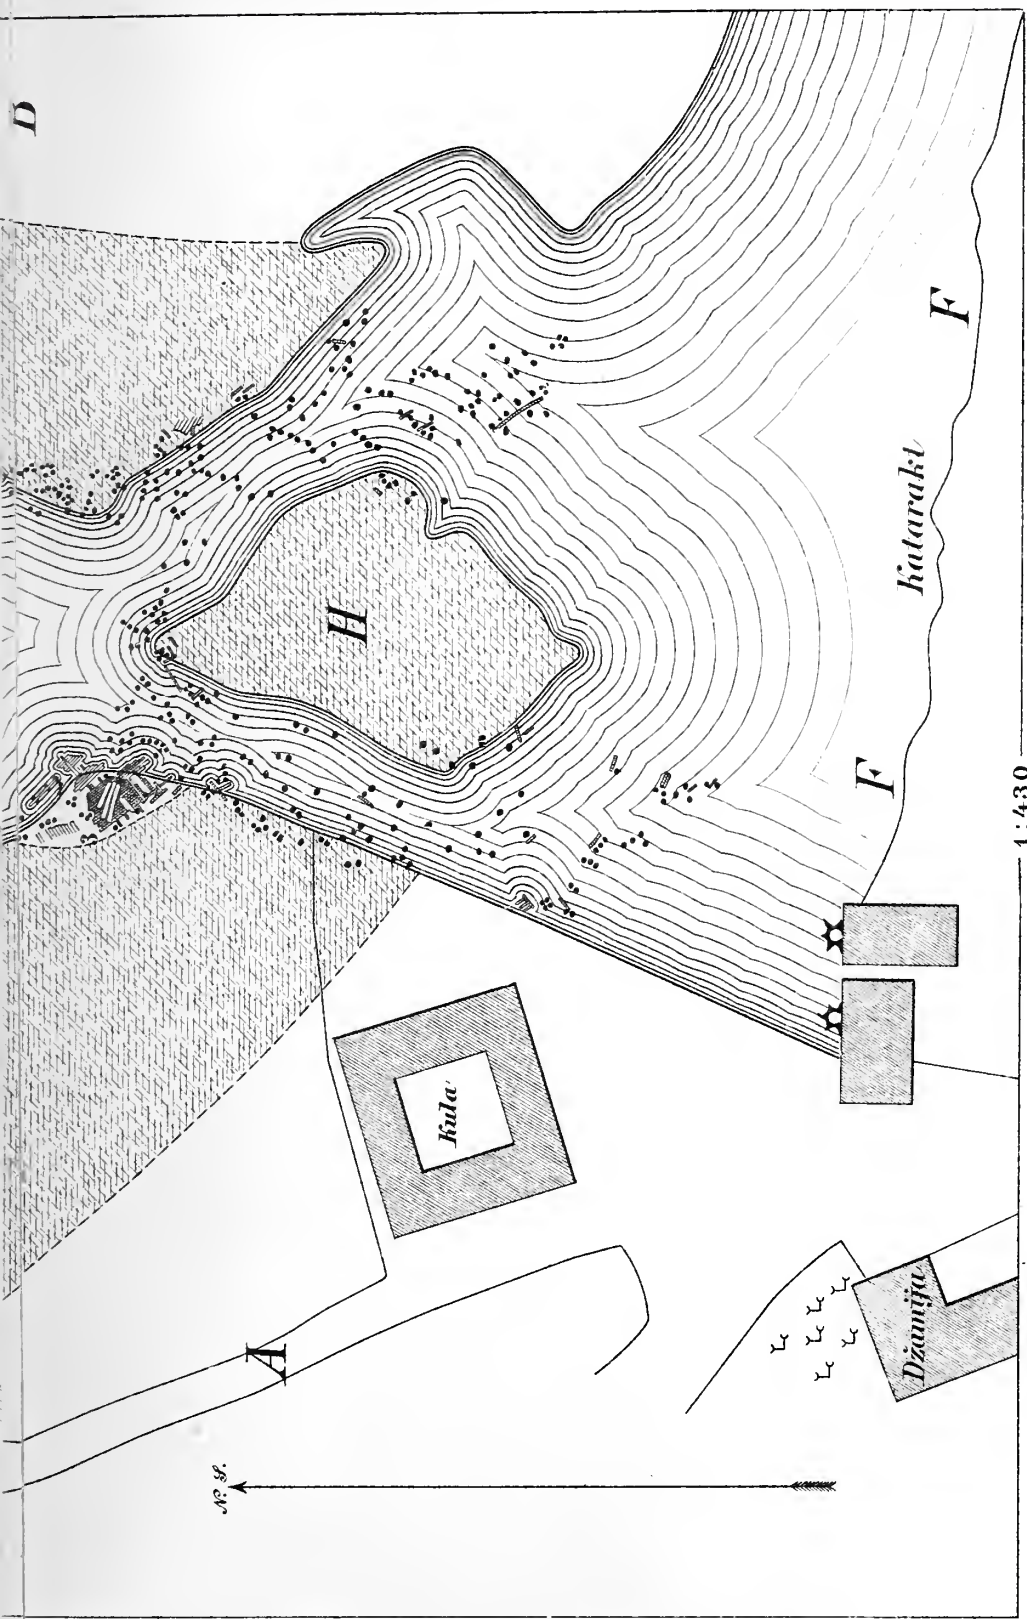 D
H
F
Katarakt
F
Kula
A
Džamija
N. S.
1:430